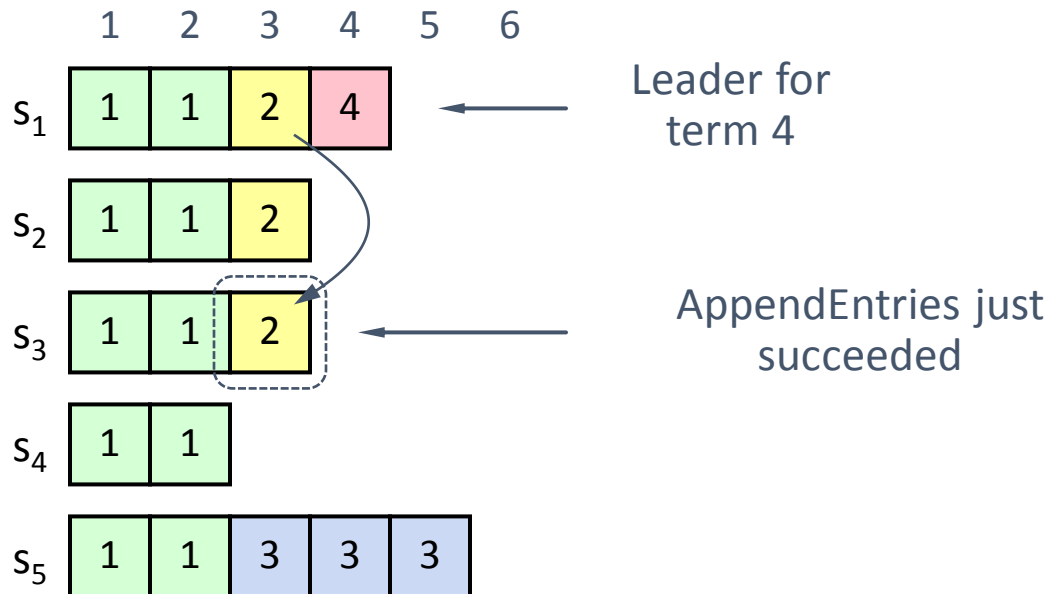 1 2 3 4 5 6
s1 1 1 2 4
Leader for
term 4
s2 1 1 2
s3 1 1 2
AppendEntries just
succeeded
s4 1 1
s5 1 1 3 3 3